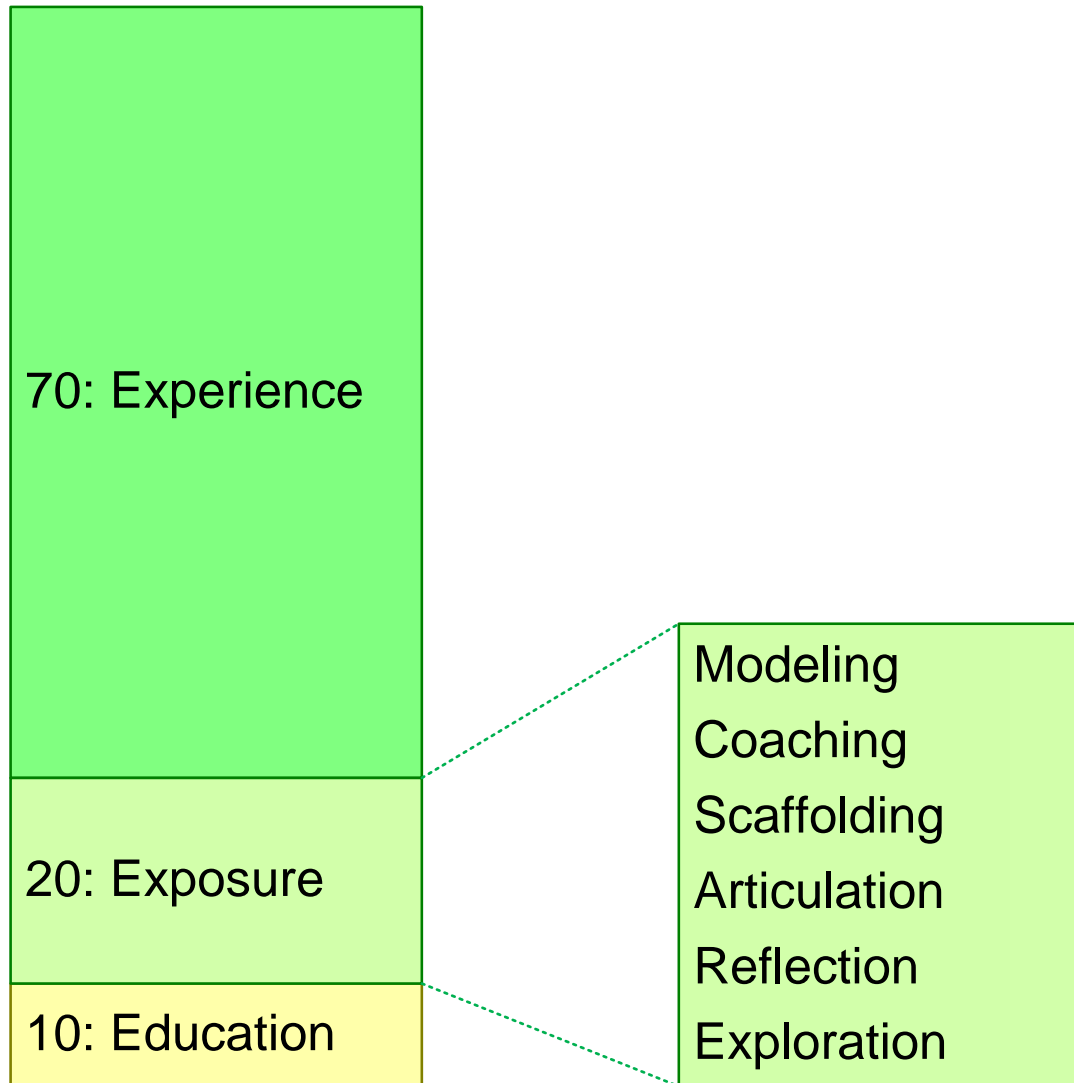 70: Experience
20: Exposure
10: Education
Modeling
Coaching
Scaffolding
Articulation
Reflection
Exploration